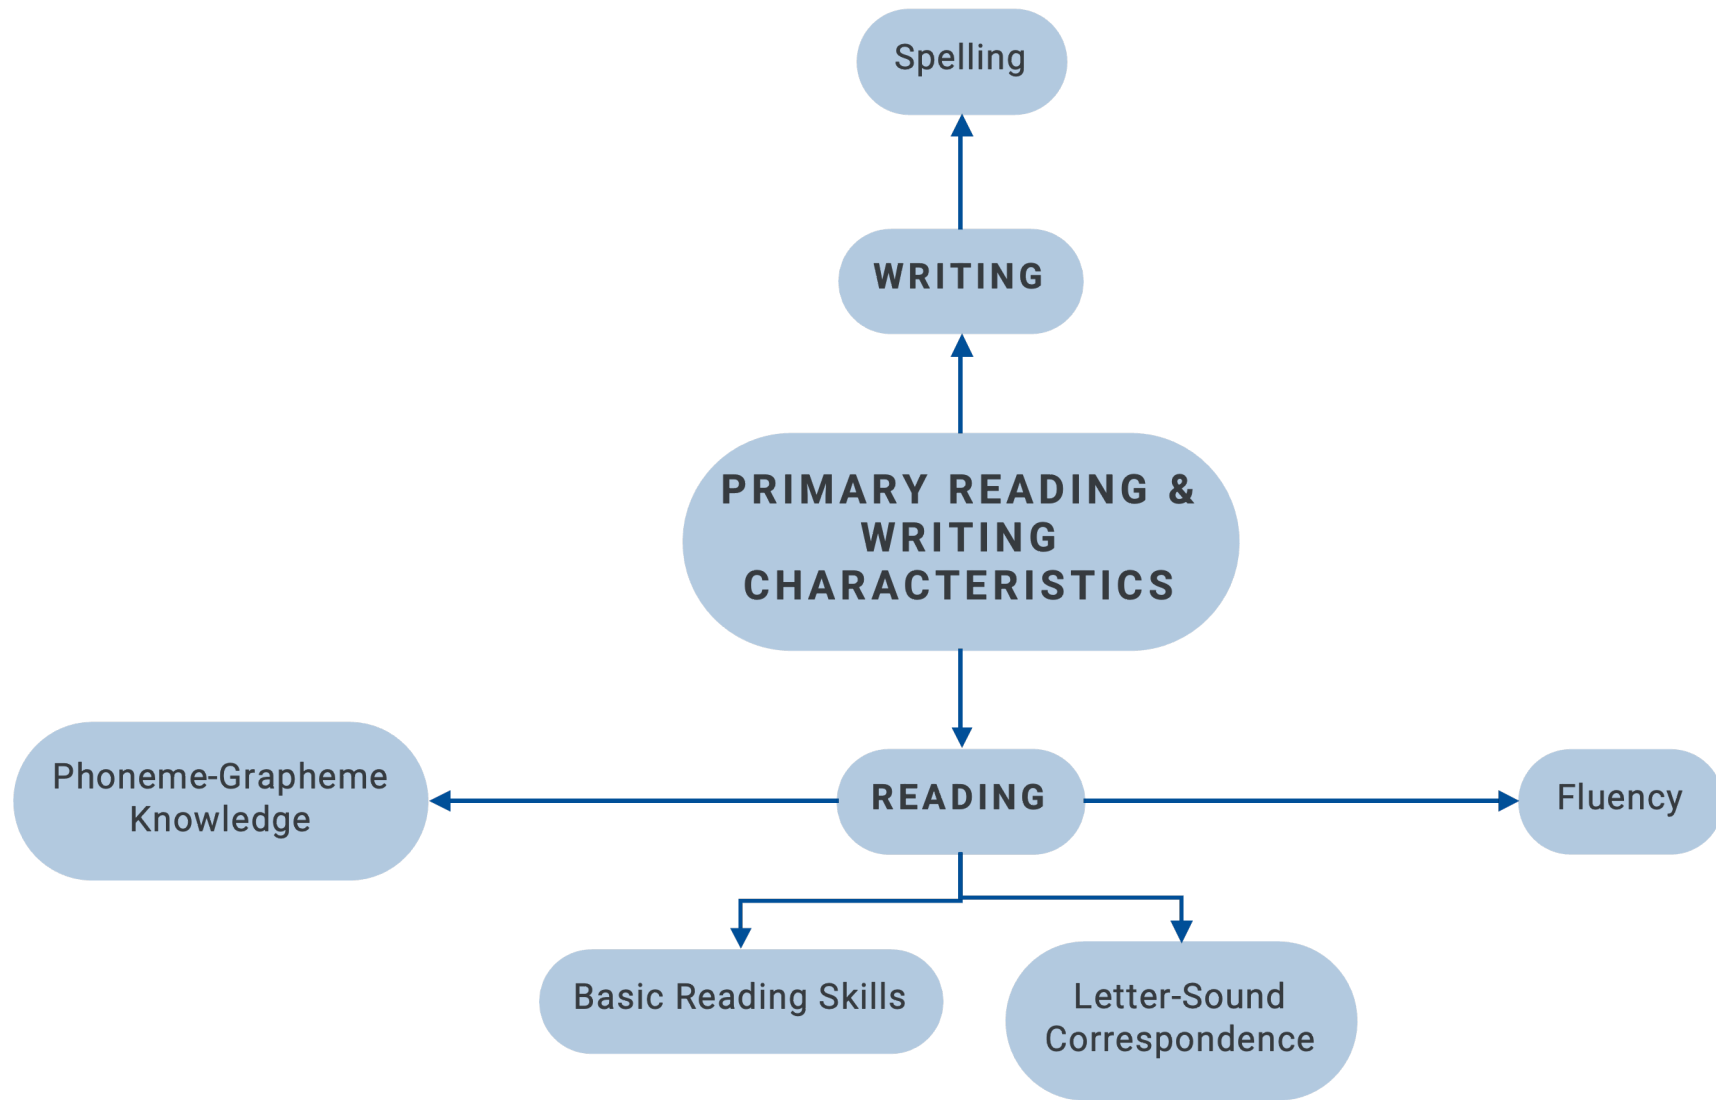 Spelling
WRITING
PRIMARY READING &
WRITING
CHARACTERISTICS
Phoneme-Grapheme
Knowledge
READING
Fluency
Basic Reading Skills
Letter-Sound
Correspondence